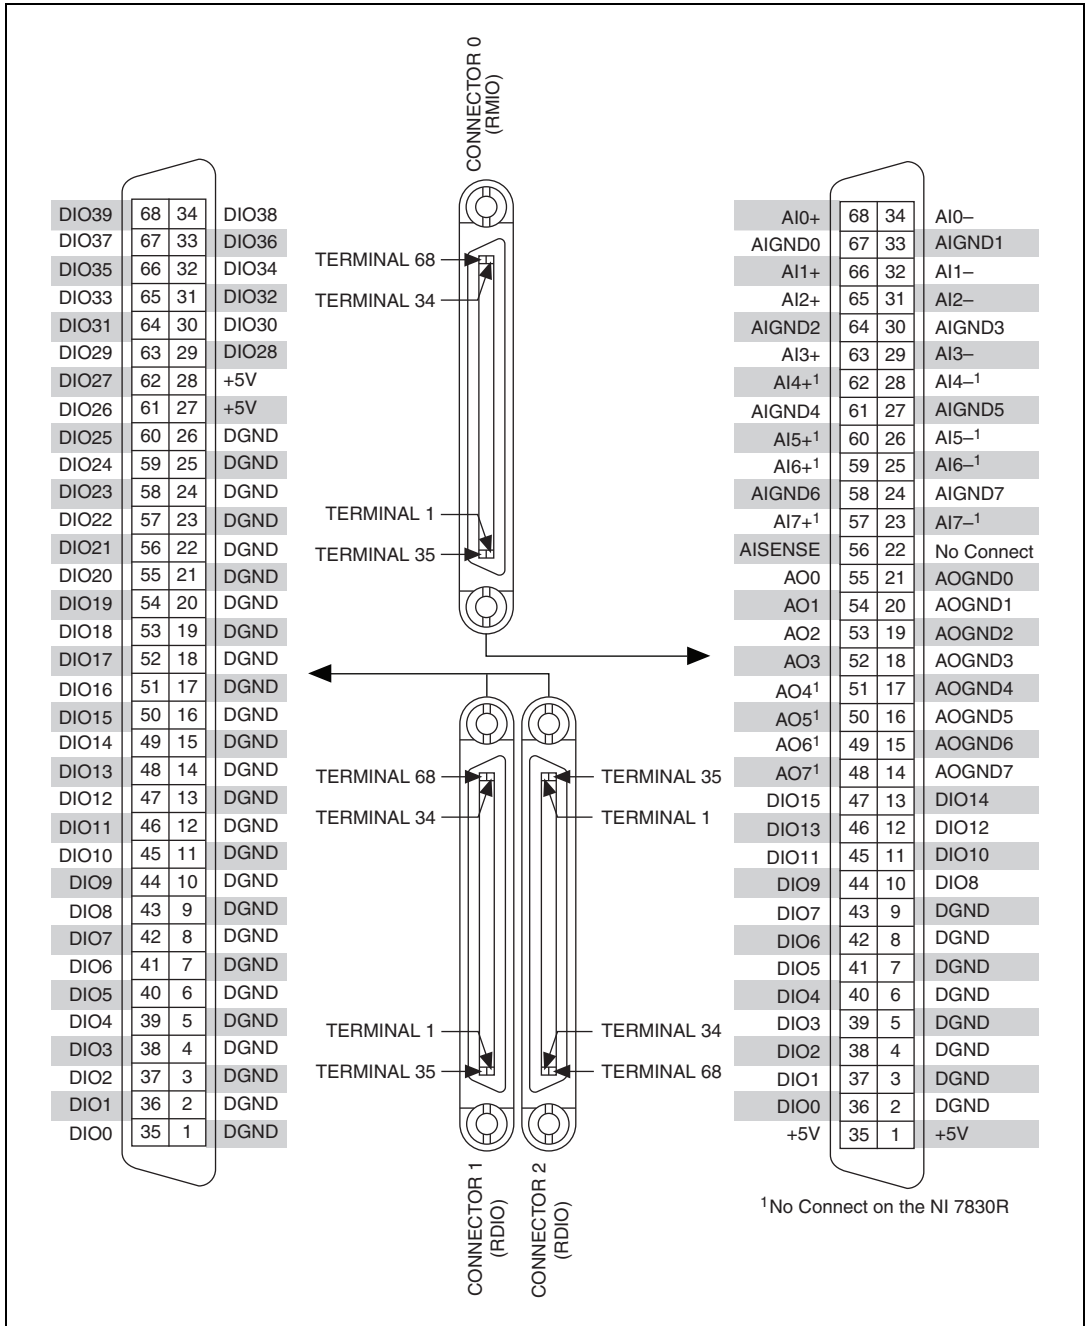 CONNECTOR 0
(RMIO)
DIO39 68 34 DIO38
DIO37 67 33 DIO36
DIO35 66 32 DIO34
DIO33 65 31 DIO32
DIO31 64 30 DIO30
DIO29 63 29 DIO28
DIO27 62 28 +5V
DIO26 61 27 +5V
DIO25 60 26 DGND
DIO24 59 25 DGND
DIO23 58 24 DGND
DIO22 57 23 DGND
DIO21 56 22 DGND
DIO20 55 21 DGND
DIO19 54 20 DGND
DIO18 53 19 DGND
DIO17 52 18 DGND
DIO16 51 17 DGND
DIO15 50 16 DGND
DIO14 49 15 DGND
DIO13 48 14 DGND
DIO12 47 13 DGND
DIO11 46 12 DGND
DIO10 45 11 DGND
DIO9 44 10 DGND
DIO8 43 9 DGND
DIO7 42 8 DGND
DIO6 41 7 DGND
DIO5 40 6 DGND
DIO4 39 5 DGND
DIO3 38 4 DGND
DIO2 37 3 DGND
DIO1 36 2 DGND
DIO0 35 1 DGND
TERMINAL 68
TERMINAL 34
TERMINAL 1
TERMINAL 35
TERMINAL 68
TERMINAL 34
TERMINAL 1
TERMINAL 35
TERMINAL 35
TERMINAL 1
TERMINAL 34
TERMINAL 68
CONNECTOR 1
(RDIO)
CONNECTOR 2
(RDIO)
AI0+ 68 34 AI0–
AIGND0 67 33 AIGND1
AI1+ 66 32 AI1–
AI2+ 65 31 AI2–
AIGND2 64 30 AIGND3
AI3+ 63 29 AI3–
AI4+¹ 62 28 AI4–¹
AIGND4 61 27 AIGND5
AI5+¹ 60 26 AI5–¹
AI6+¹ 59 25 AI6–¹
AIGND6 58 24 AIGND7
AI7+¹ 57 23 AI7–¹
AISENSE 56 22 No Connect
AO0 55 21 AOGND0
AO1 54 20 AOGND1
AO2 53 19 AOGND2
AO3 52 18 AOGND3
AO4¹ 51 17 AOGND4
AO5¹ 50 16 AOGND5
AO6¹ 49 15 AOGND6
AO7¹ 48 14 AOGND7
DIO15 47 13 DIO14
DIO13 46 12 DIO12
DIO11 45 11 DIO10
DIO9 44 10 DIO8
DIO7 43 9 DGND
DIO6 42 8 DGND
DIO5 41 7 DGND
DIO4 40 6 DGND
DIO3 39 5 DGND
DIO2 38 4 DGND
DIO1 37 3 DGND
DIO0 36 2 DGND
+5V 35 1 +5V
¹No Connect on the NI 7830R